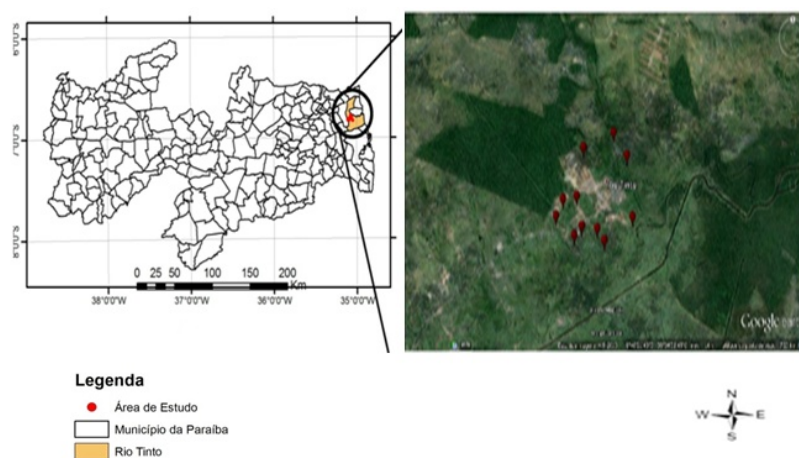 6°0'0"S
7°0'0"S
8°0'0"S
0 25 50 100 150 200
Km
38°0'0"W 37°0'0"W 36°0'0"W 35°0'0"W
Google
Legenda
Área de Estudo
Município da Paraíba
Rio Tinto
N
W E
S